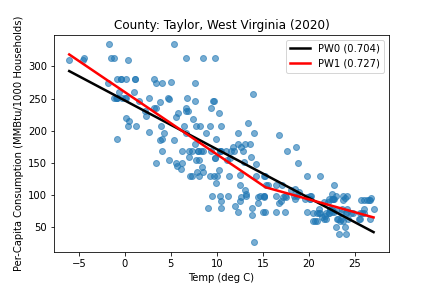 County: Taylor, West Virginia (2020)
PW0 (0.704)
PW1 (0.727)
Per-Capita Consumption (MMBtu/1000 Households)
300
250
200
150
100
50
−5
0
5
10
15
20
25
Temp (deg C)